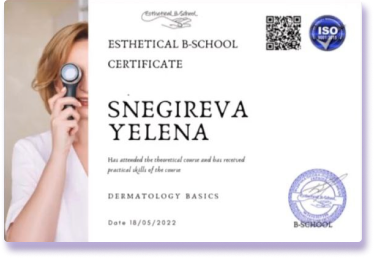 Esthetical B-School
ESTHETICAL B-SCHOOL
CERTIFICATE
ISO
SNEGIREVA
YELENA
Has attended the theoretical course and has received
practical skills of the course
DERMATOLOGY BASICS
Date 18/05/2022
B-SCHOOL